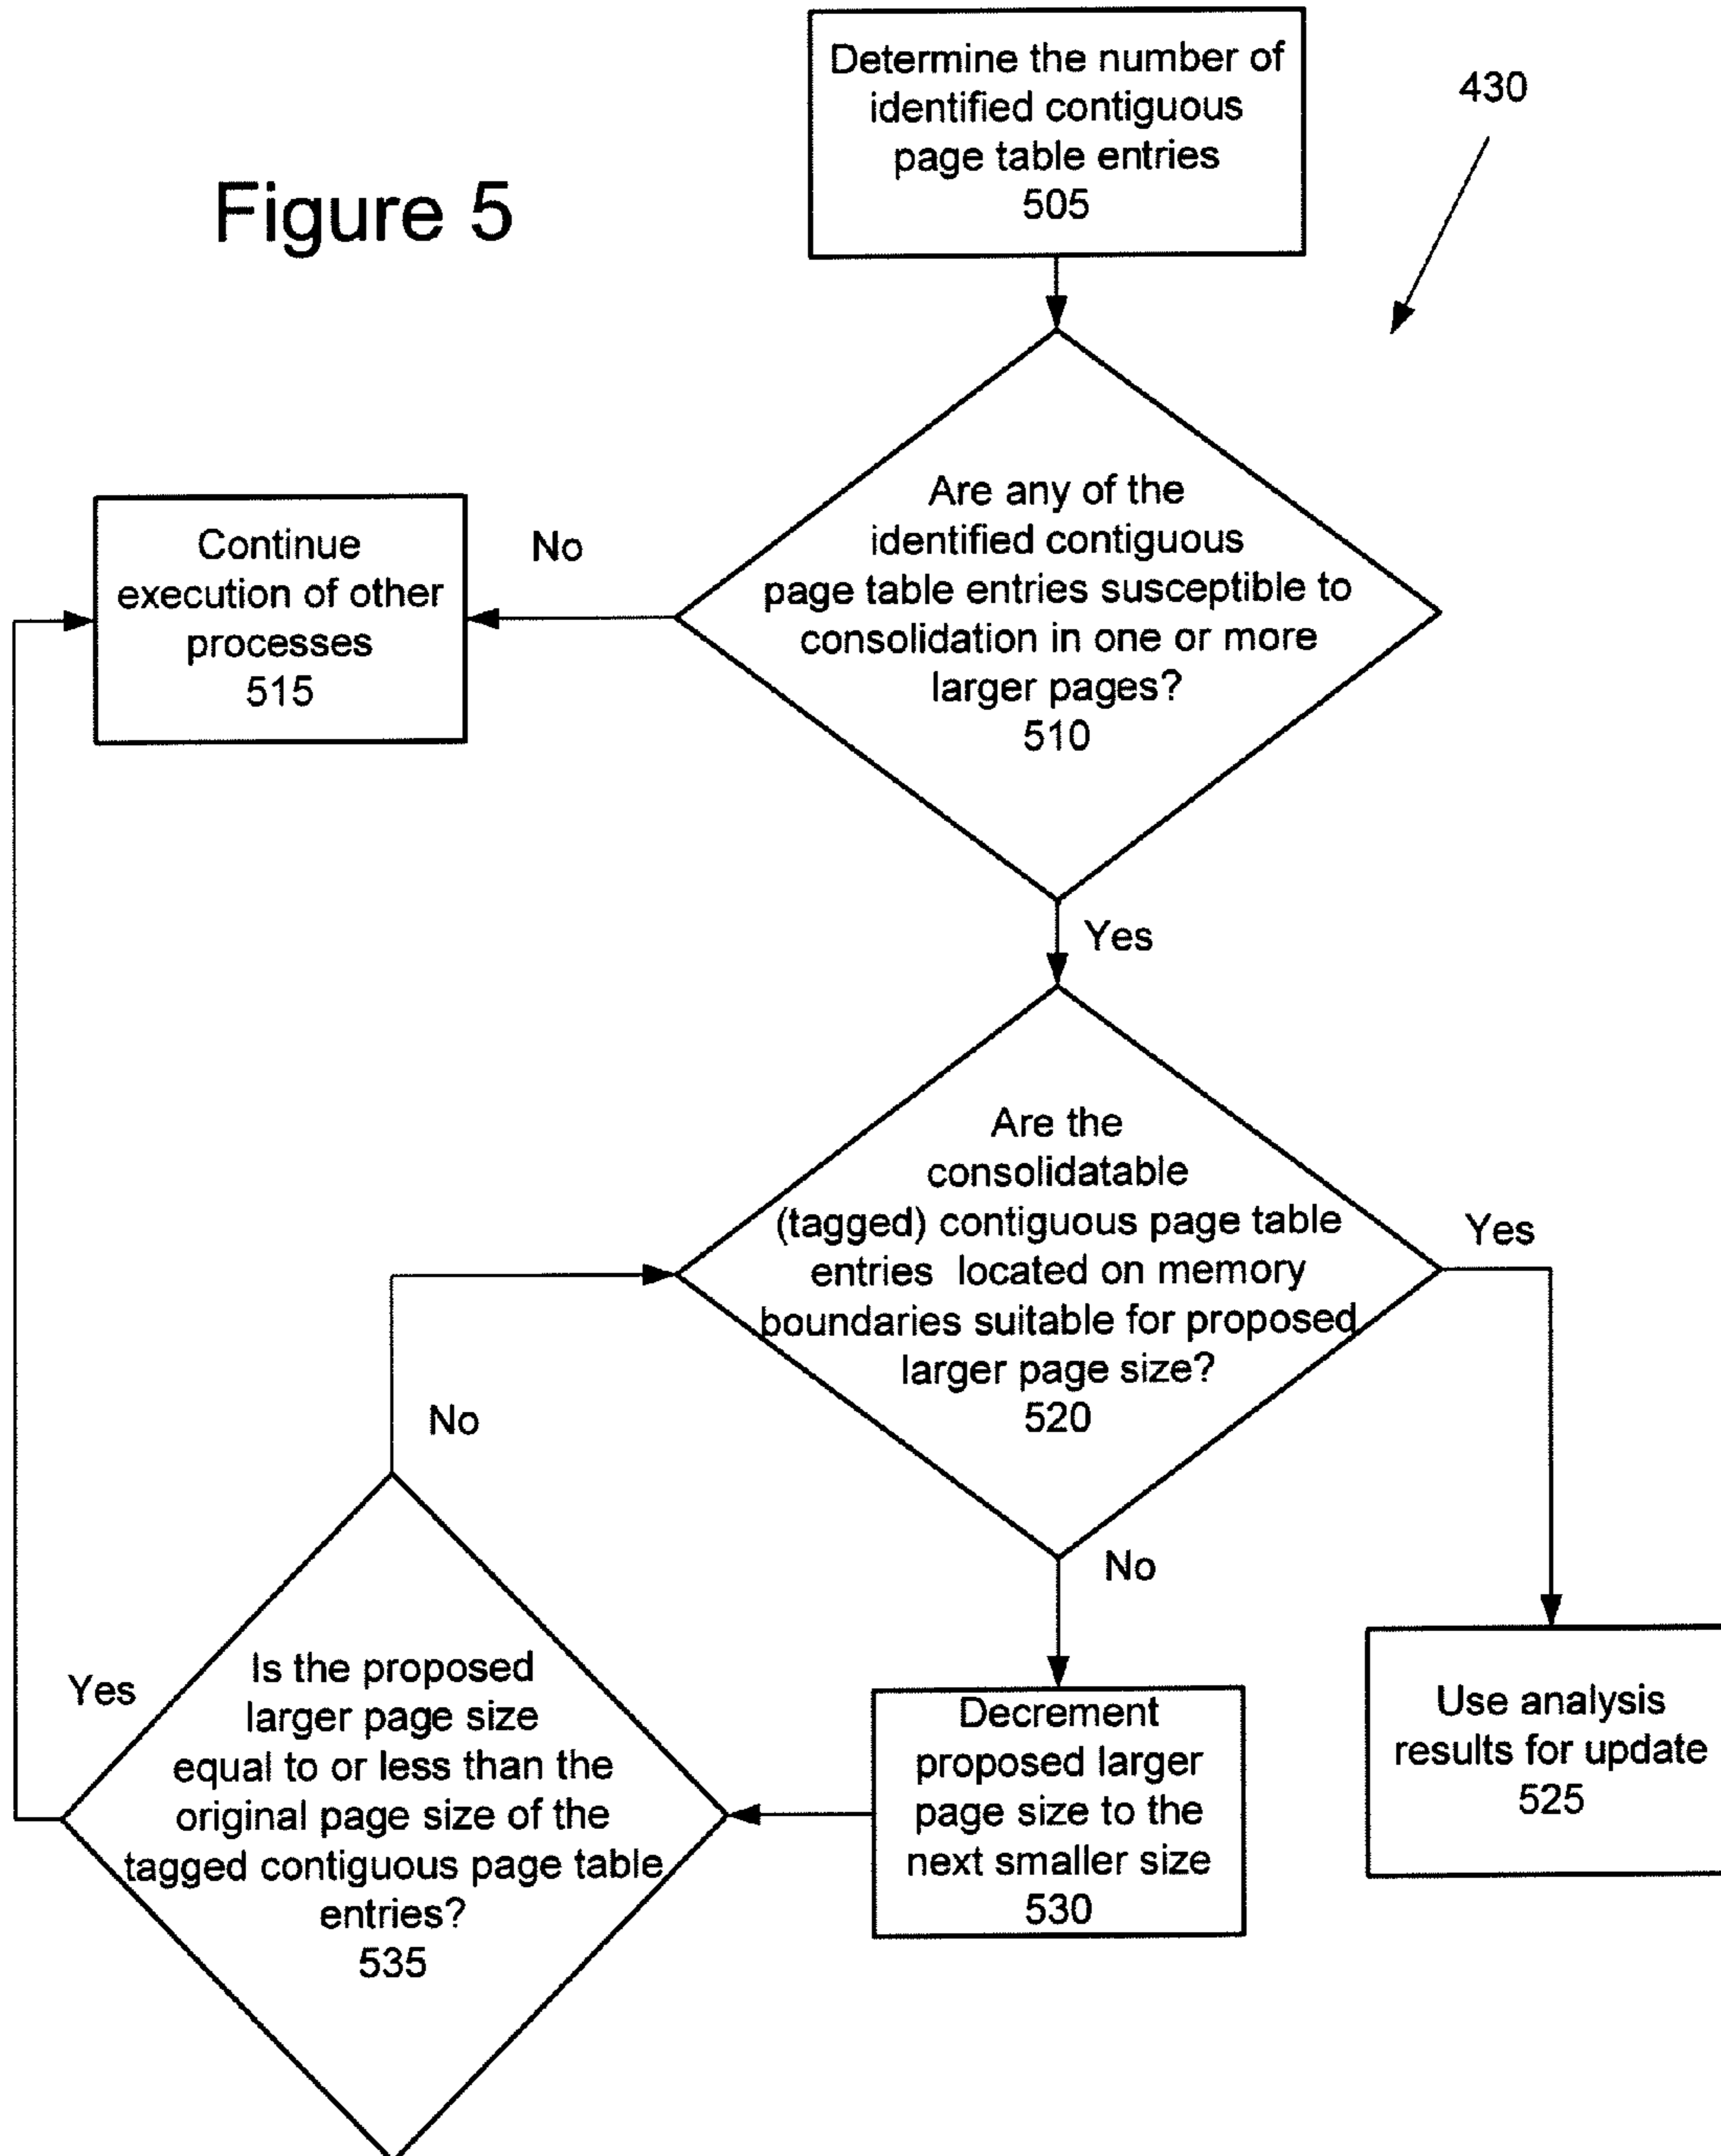 Figure 5
Determine the number of
identified contiguous
page table entries
505
430
Are any of the
identified contiguous
page table entries susceptible to
consolidation in one or more
larger pages?
510
No
Continue
execution of other
processes
515
Yes
Are the
consolidatable
(tagged) contiguous page table
entries located on memory
boundaries suitable for proposed
larger page size?
520
Yes
No
No
Use analysis
results for update
525
Decrement
proposed larger
page size to the
next smaller size
530
Is the proposed
larger page size
equal to or less than the
original page size of the
tagged contiguous page table
entries?
535
Yes